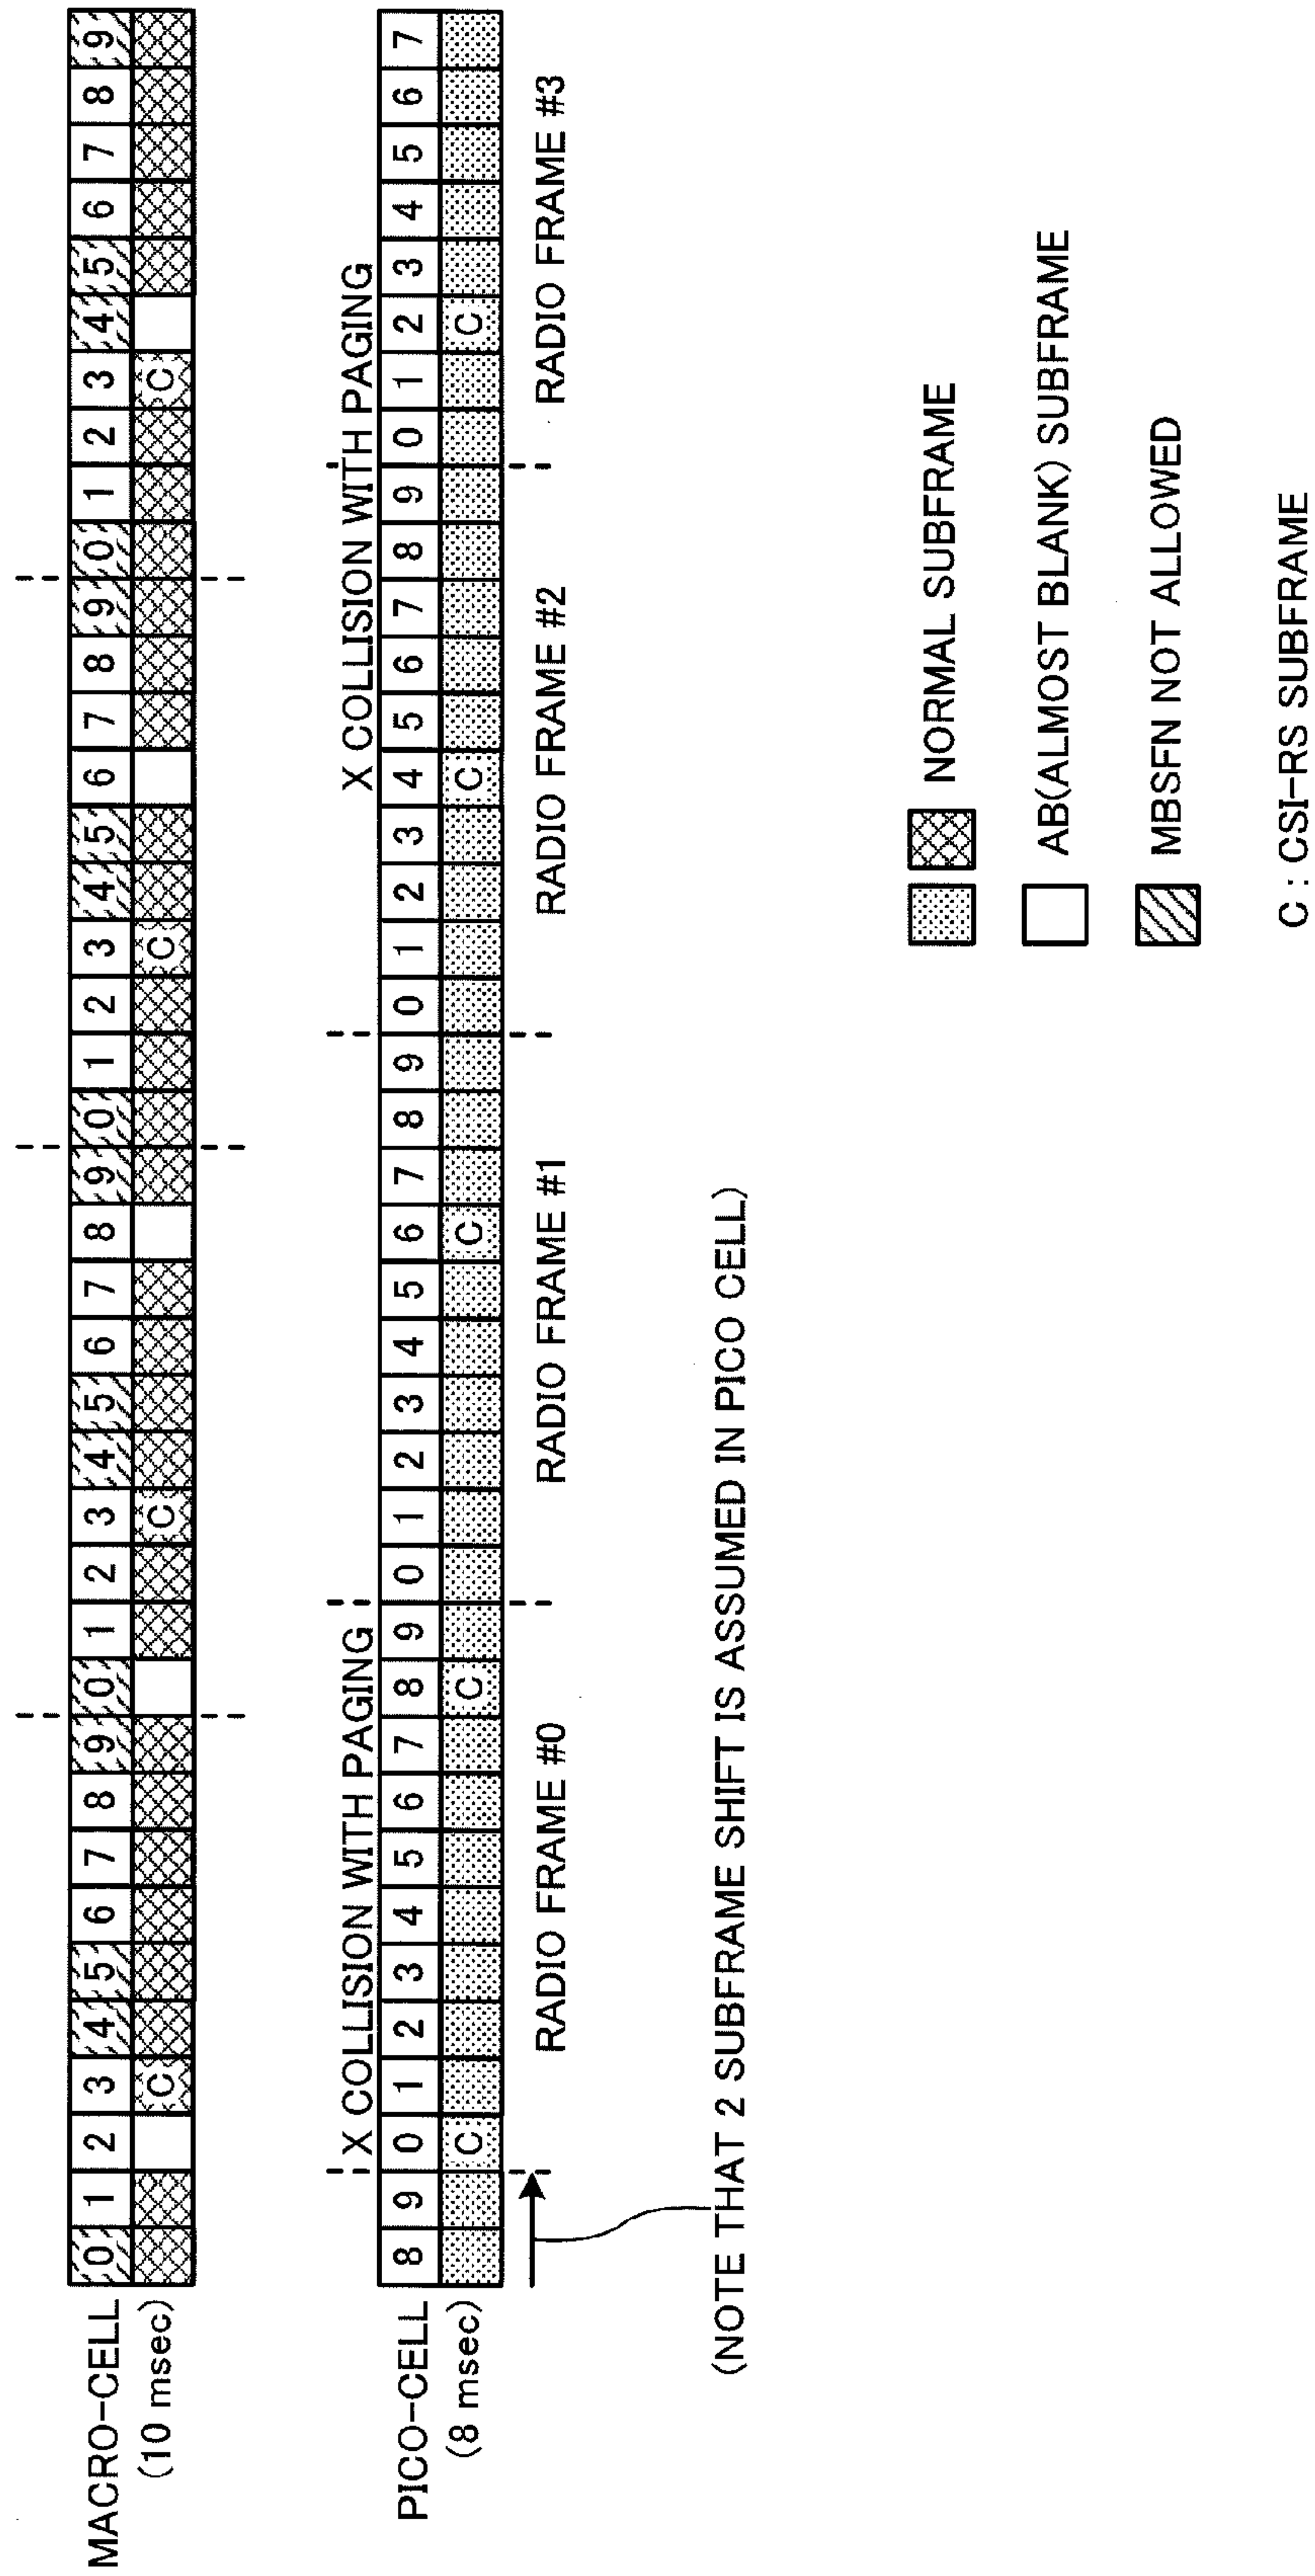 MACRO-CELL 0 1 2 3 4 5 6 7 8 9 0 1 2 3 4 5 6 7 8 9 0 1 2 3 4 5 6 7 8 9 0 1 2 3 4 5 6 7 8 9
(10 msec) C C C C
X COLLISION WITH PAGING X COLLISION WITH PAGING
PICO-CELL 8 9 0 1 2 3 4 5 6 7 8 9 0 1 2 3 4 5 6 7 8 9 0 1 2 3 4 5 6 7 8 9 0 1 2 3 4 5 6 7
(8 msec) C C C C C
RADIO FRAME #0 RADIO FRAME #1 RADIO FRAME #2 RADIO FRAME #3
(NOTE THAT 2 SUBFRAME SHIFT IS ASSUMED IN PICO CELL)
NORMAL SUBFRAME
AB(ALMOST BLANK) SUBFRAME
MBSFN NOT ALLOWED
C : CSI-RS SUBFRAME